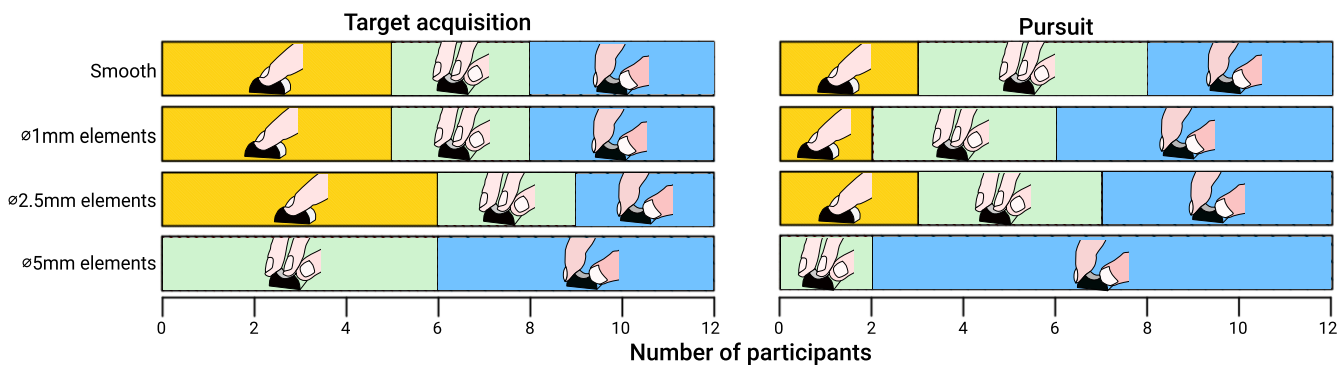 Target acquisition
Pursuit
Smooth
⌀1mm elements
⌀2.5mm elements
⌀5mm elements
0 2 4 6 8 10 12
0 2 4 6 8 10 12
Number of participants